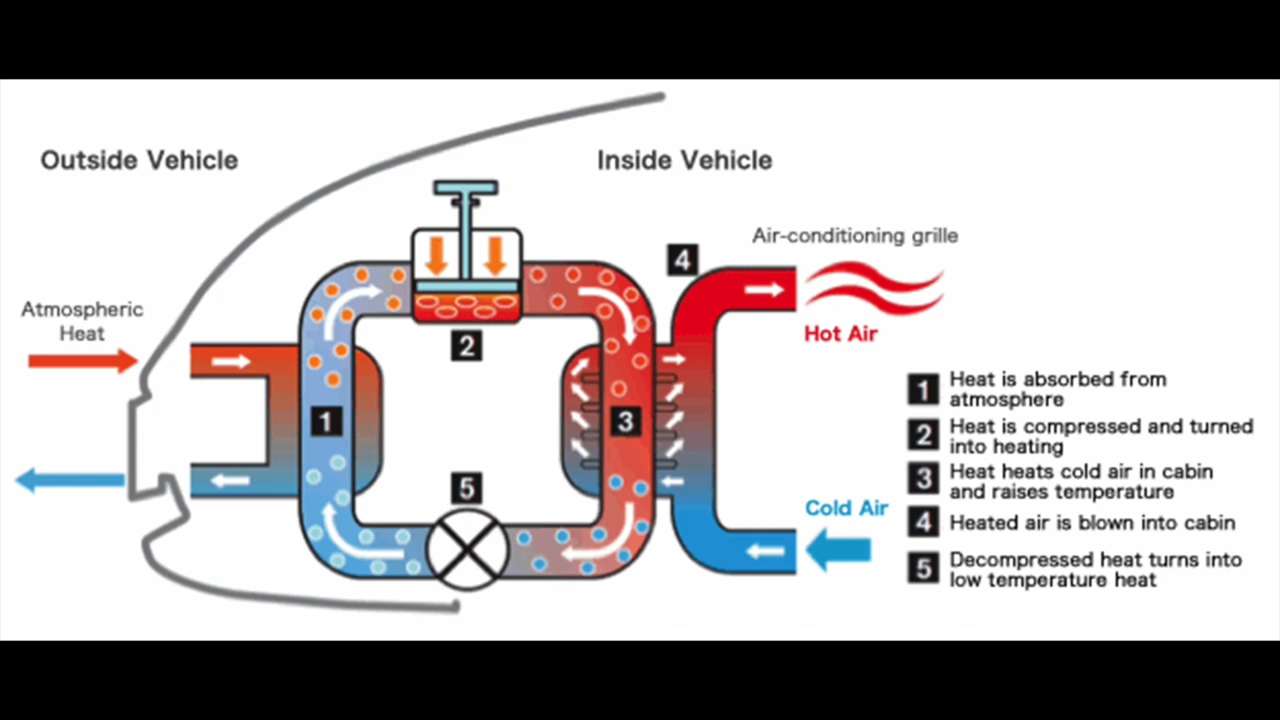 Outside Vehicle
Inside Vehicle
Air-conditioning grille
Atmospheric
Heat
Hot Air
Cold Air
1
2
3
4
5
1 Heat is absorbed from
atmosphere
2 Heat is compressed and turned
into heating
3 Heat heats cold air in cabin
and raises temperature
4 Heated air is blown into cabin
5 Decompressed heat turns into
low temperature heat